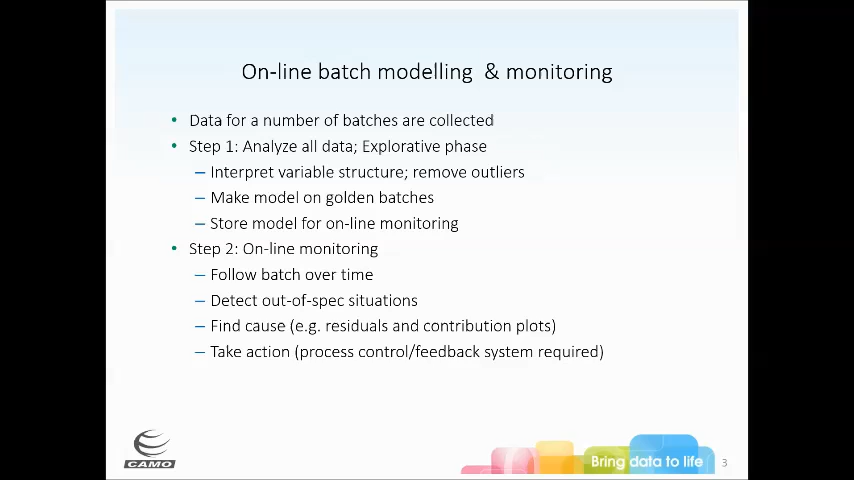 On-line batch modelling & monitoring
• Data for a number of batches are collected
• Step 1: Analyze all data; Explorative phase
– Interpret variable structure; remove outliers
– Make model on golden batches
– Store model for on-line monitoring
• Step 2: On-line monitoring
– Follow batch over time
– Detect out-of-spec situations
– Find cause (e.g. residuals and contribution plots)
– Take action (process control/feedback system required)
CAMO
Bring data to life
3